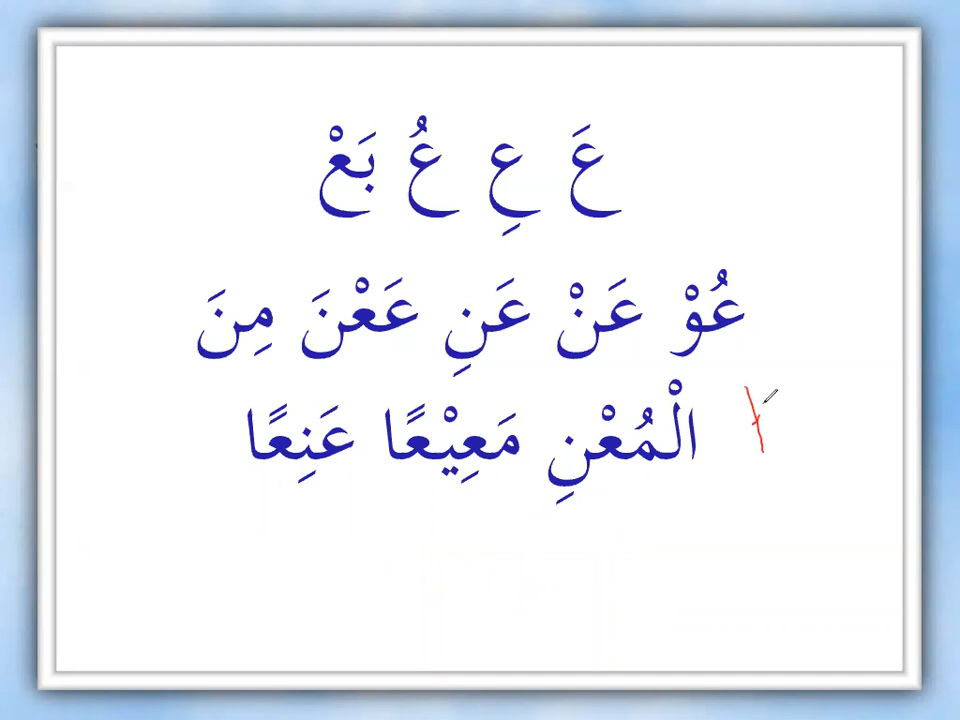 عَ عِ عُ بَعْ
عُوْ عَنْ عَنِ عَعْنَ مِنَ
الْمُعْنِ مَعِيْعًا عَنِعًا